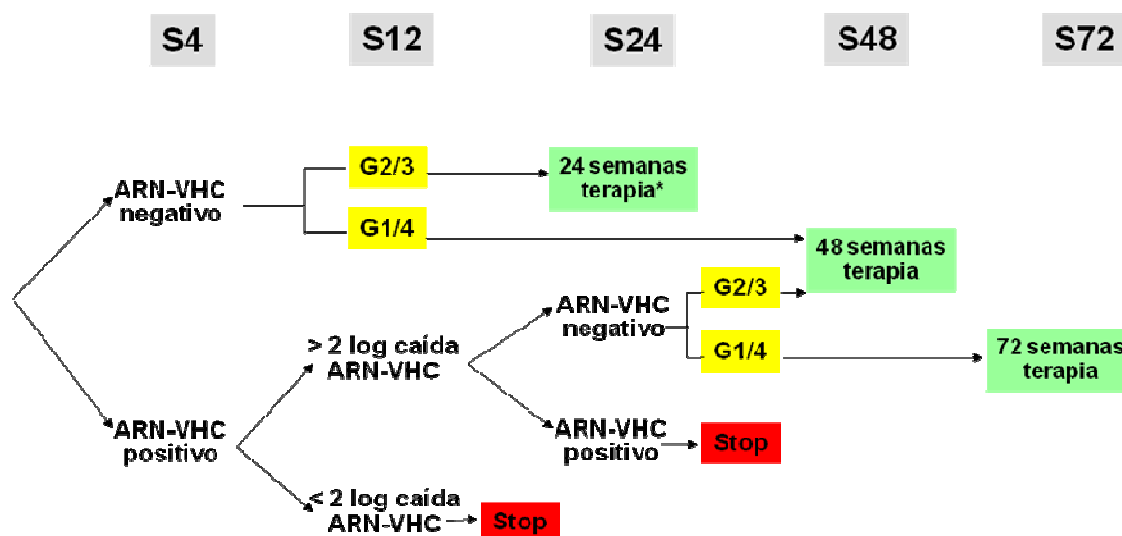 S4
S12
S24
S48
S72
ARN-VHC
negativo
G2/3
24 semanas
terapia*
G1/4
48 semanas
terapia
ARN-VHC
positivo
> 2 log caída
ARN-VHC
ARN-VHC
negativo
G2/3
G1/4
72 semanas
terapia
ARN-VHC
positivo
Stop
< 2 log caída
ARN-VHC
Stop